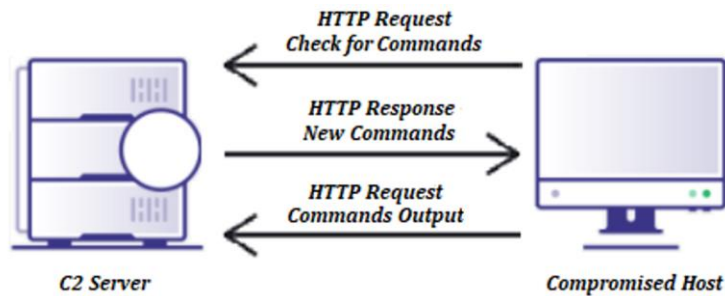 HTTP Request
Check for Commands
HTTP Response
New Commands
HTTP Request
Commands Output
C2 Server
Compromised Host